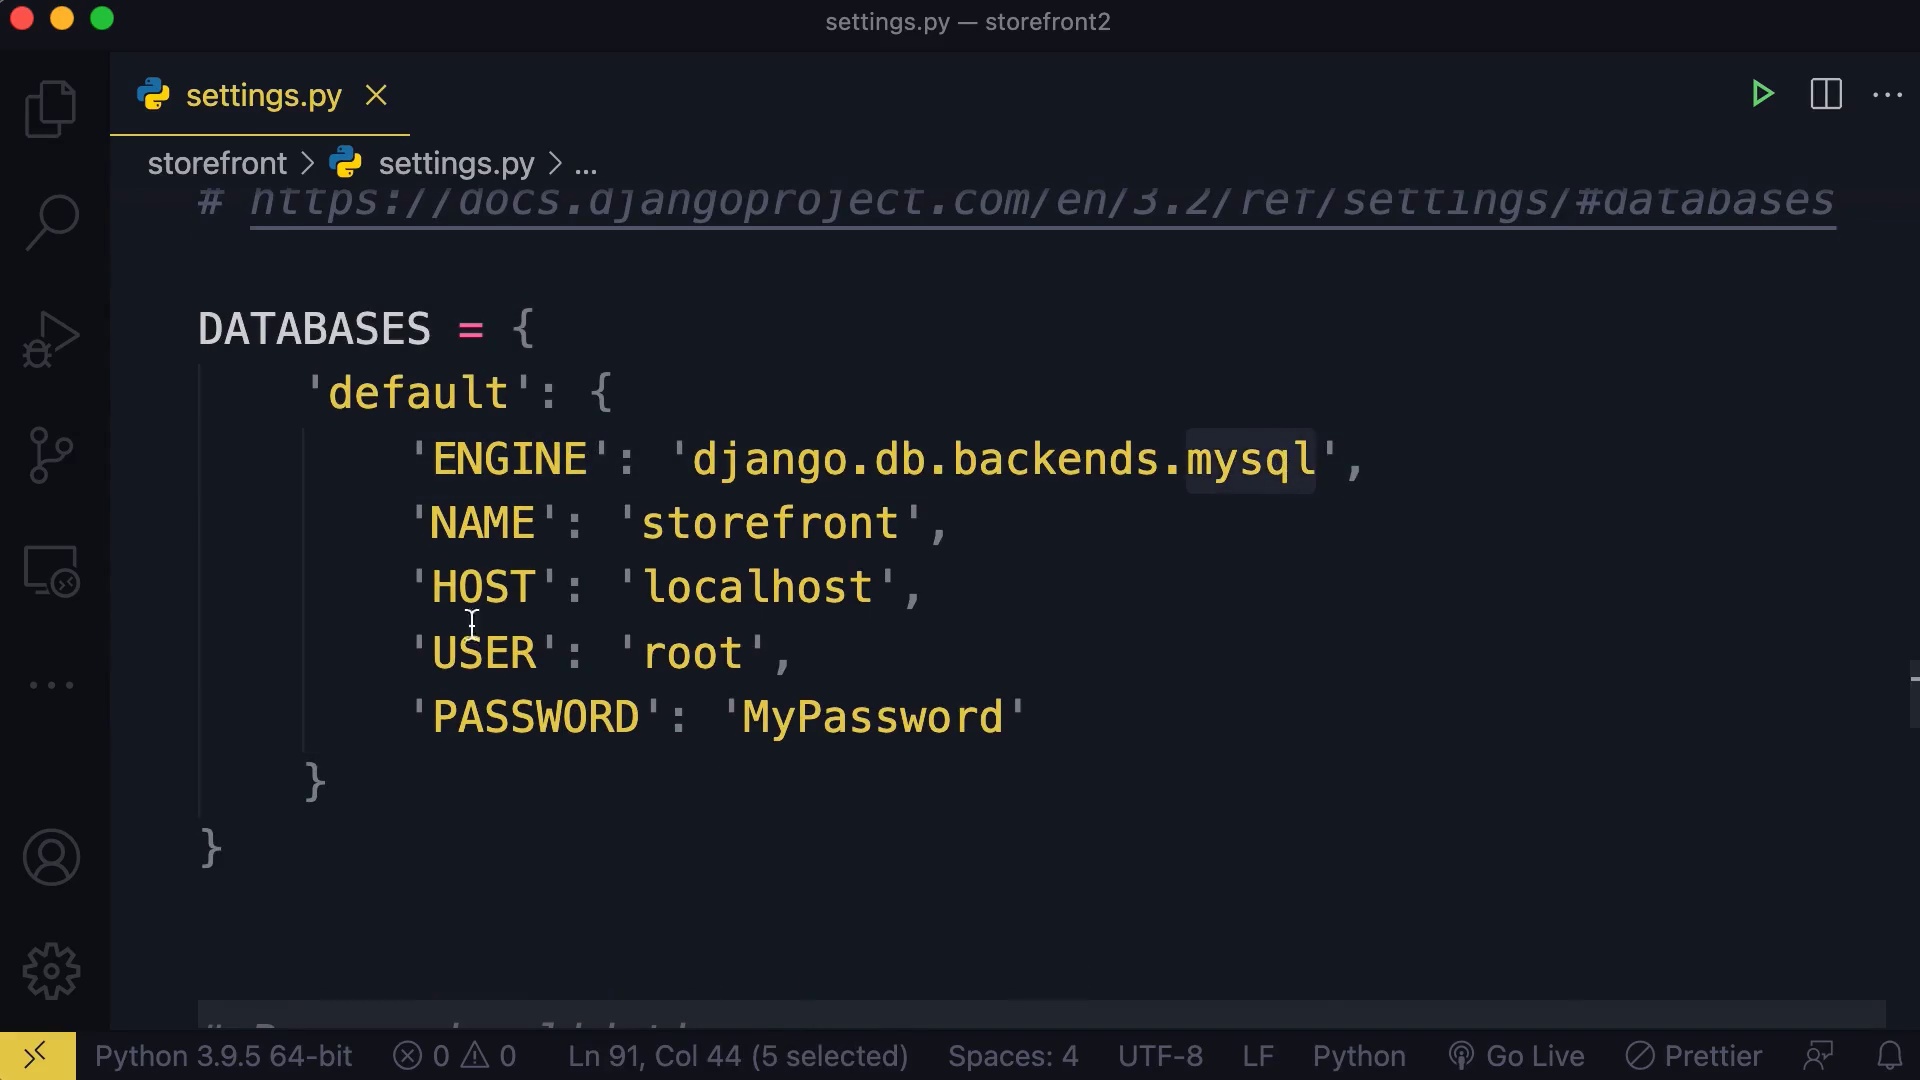 settings.py — storefront2
settings.py
storefront > settings.py > ...
# https://docs.djangoproject.com/en/3.2/ref/settings/#databases
DATABASES = {
'default': {
'ENGINE': 'django.db.backends.mysql',
'NAME': 'storefront',
'HOST': 'localhost',
'USER': 'root',
'PASSWORD': 'MyPassword'
}
}
Python 3.9.5 64-bit 0 0 Ln 91, Col 44 (5 selected) Spaces: 4 UTF-8 LF Python Go Live Prettier